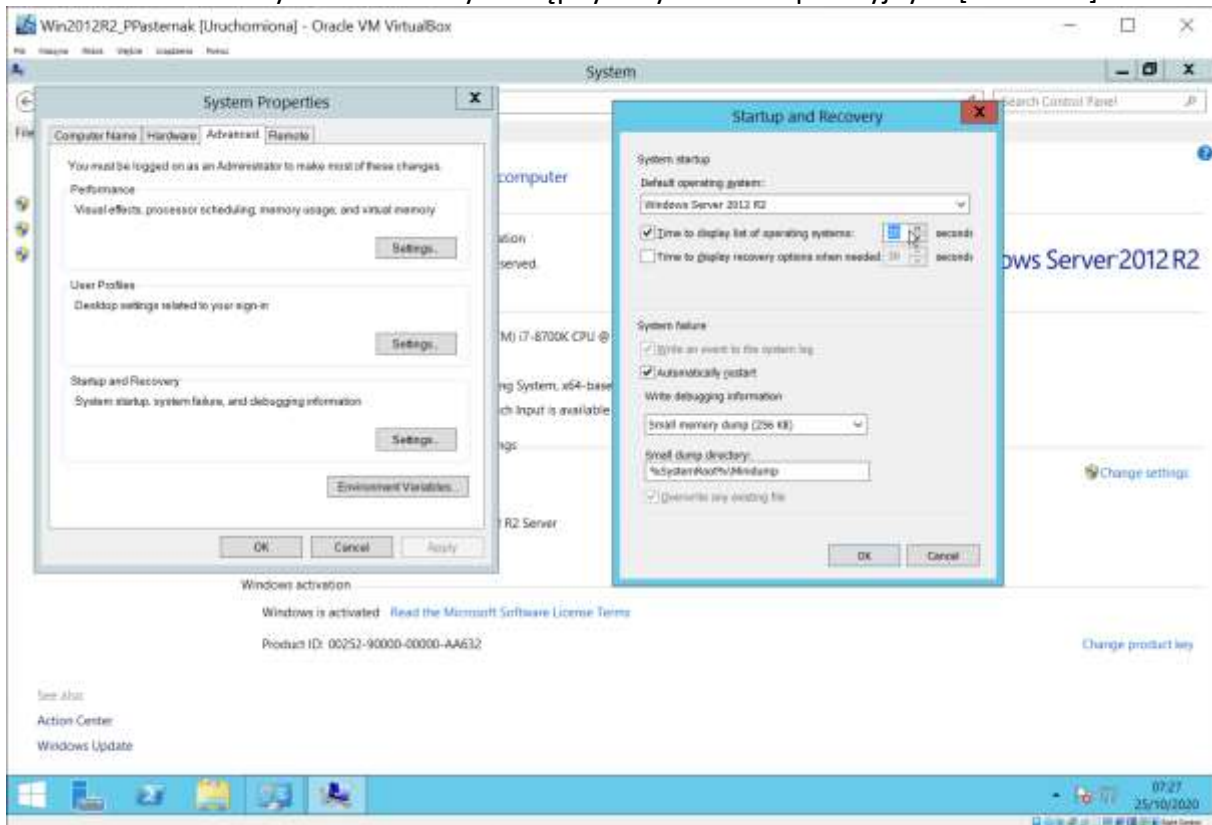 Win2012R2_PPasternak [Uruchomiona] - Oracle VM VirtualBox
Plik Maszyna Widok Wejście Urządzenia Pomoc
System
Search Control Panel
File
System Properties
Computer Name Hardware Advanced Remote
You must be logged on as an Administrator to make most of these changes.
Performance
Visual effects, processor scheduling, memory usage, and virtual memory
Settings...
User Profiles
Desktop settings related to your sign-in
Settings...
Startup and Recovery
System startup, system failure, and debugging information
Settings...
Environment Variables...
OK Cancel Apply
computer
ation
served.
ows Server 2012 R2
M) i7-8700K CPU @
ng System, x64-base
ch Input is available
ngs
R2 Server
Change settings
Startup and Recovery
System startup
Default operating system:
Windows Server 2012 R2
Time to display list of operating systems: seconds
Time to display recovery options when needed: 30 seconds
System failure
Write an event to the system log
Automatically restart
Write debugging information
Small memory dump (256 KB)
Small dump directory:
%SystemRoot%\Minidump
Overwrite any existing file
OK Cancel
Windows activation
Windows is activated Read the Microsoft Software License Terms
Product ID: 00252-90000-00000-AA632
Change product key
See also
Action Center
Windows Update
07:27
25/10/2020